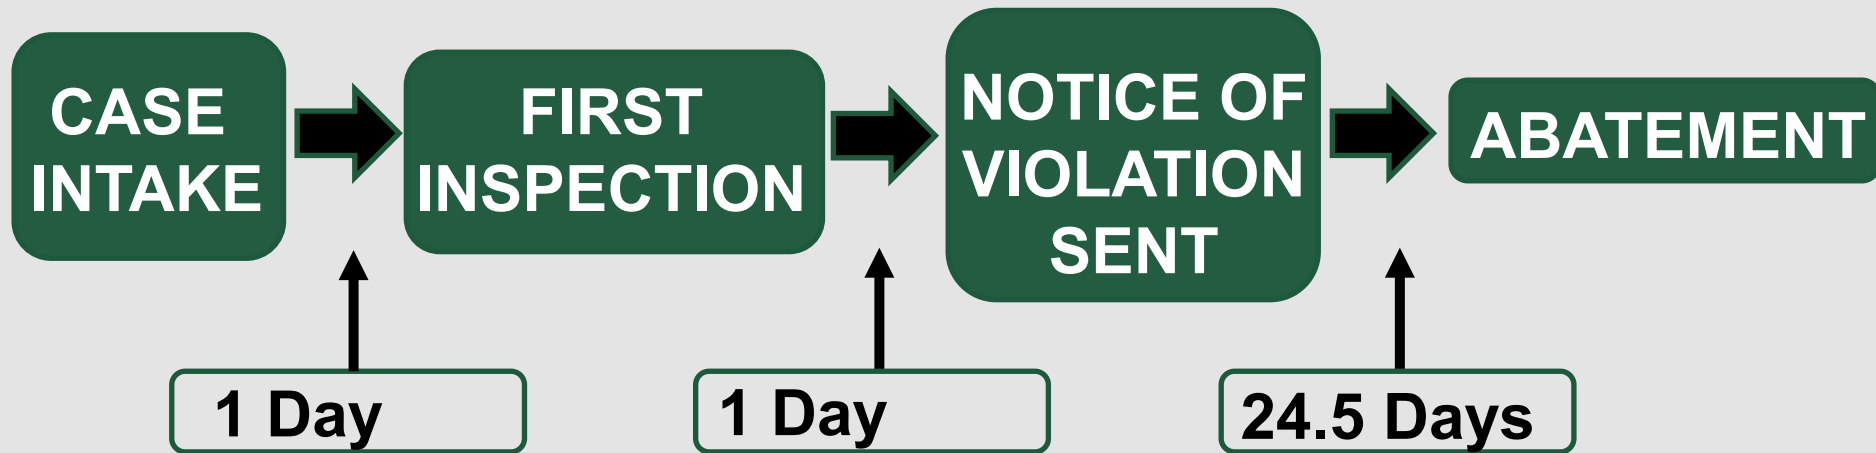 CASE
INTAKE
FIRST
INSPECTION
NOTICE OF
VIOLATION
SENT
ABATEMENT
1 Day
1 Day
24.5 Days